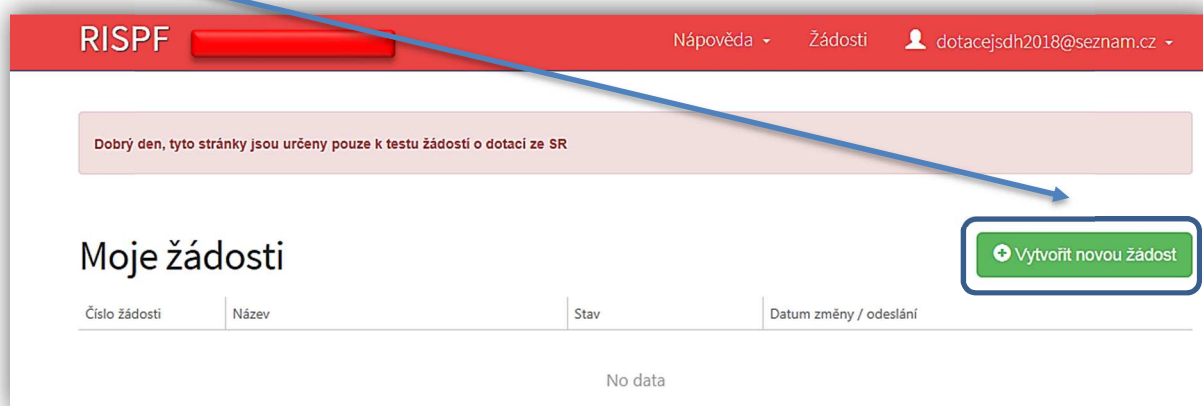 RISPF
Nápověda
Žádosti
dotacejsdh2018@seznam.cz
Dobrý den, tyto stránky jsou určeny pouze k testu žádostí o dotací ze SR
Moje žádosti
Vytvořit novou žádost
Číslo žádosti
Název
Stav
Datum změny / odeslání
No data